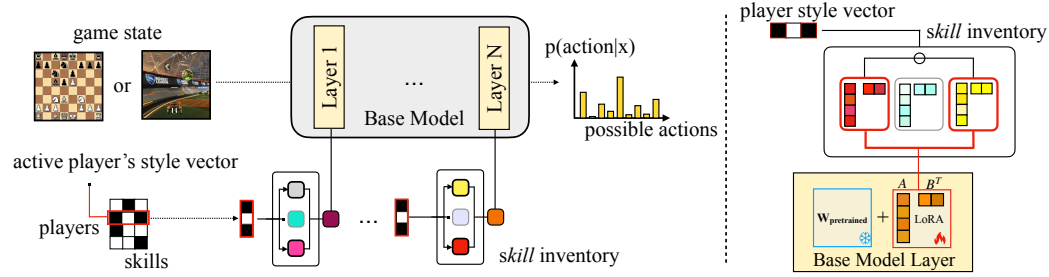 game state
or
Layer 1
...
Layer N
Base Model
p(action|x)
possible actions
active player's style vector
players
skills
...
skill inventory
player style vector
skill inventory
A
Bᵀ
W_pretrained
+
LoRA
Base Model Layer